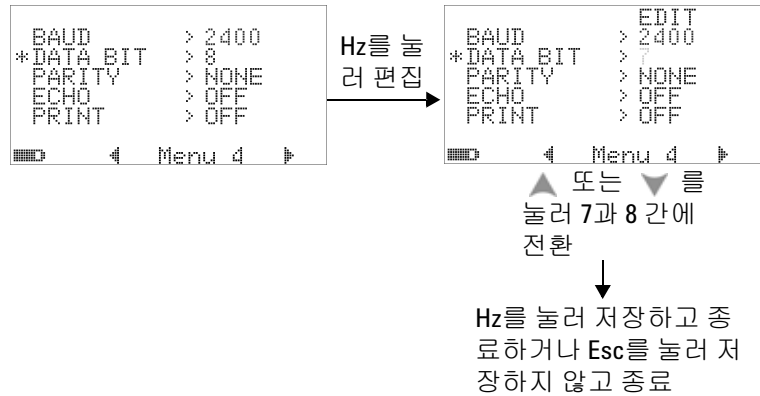 BAUD > 2400
*DATA BIT > 8
PARITY > NONE
ECHO > OFF
PRINT > OFF
Menu 4
Hz를 눌
러 편집
EDIT
BAUD > 2400
*DATA BIT > 7
PARITY > NONE
ECHO > OFF
PRINT > OFF
Menu 4
또는 를
눌러 7과 8 간에
전환
Hz를 눌러 저장하고 종
료하거나 Esc를 눌러 저
장하지 않고 종료